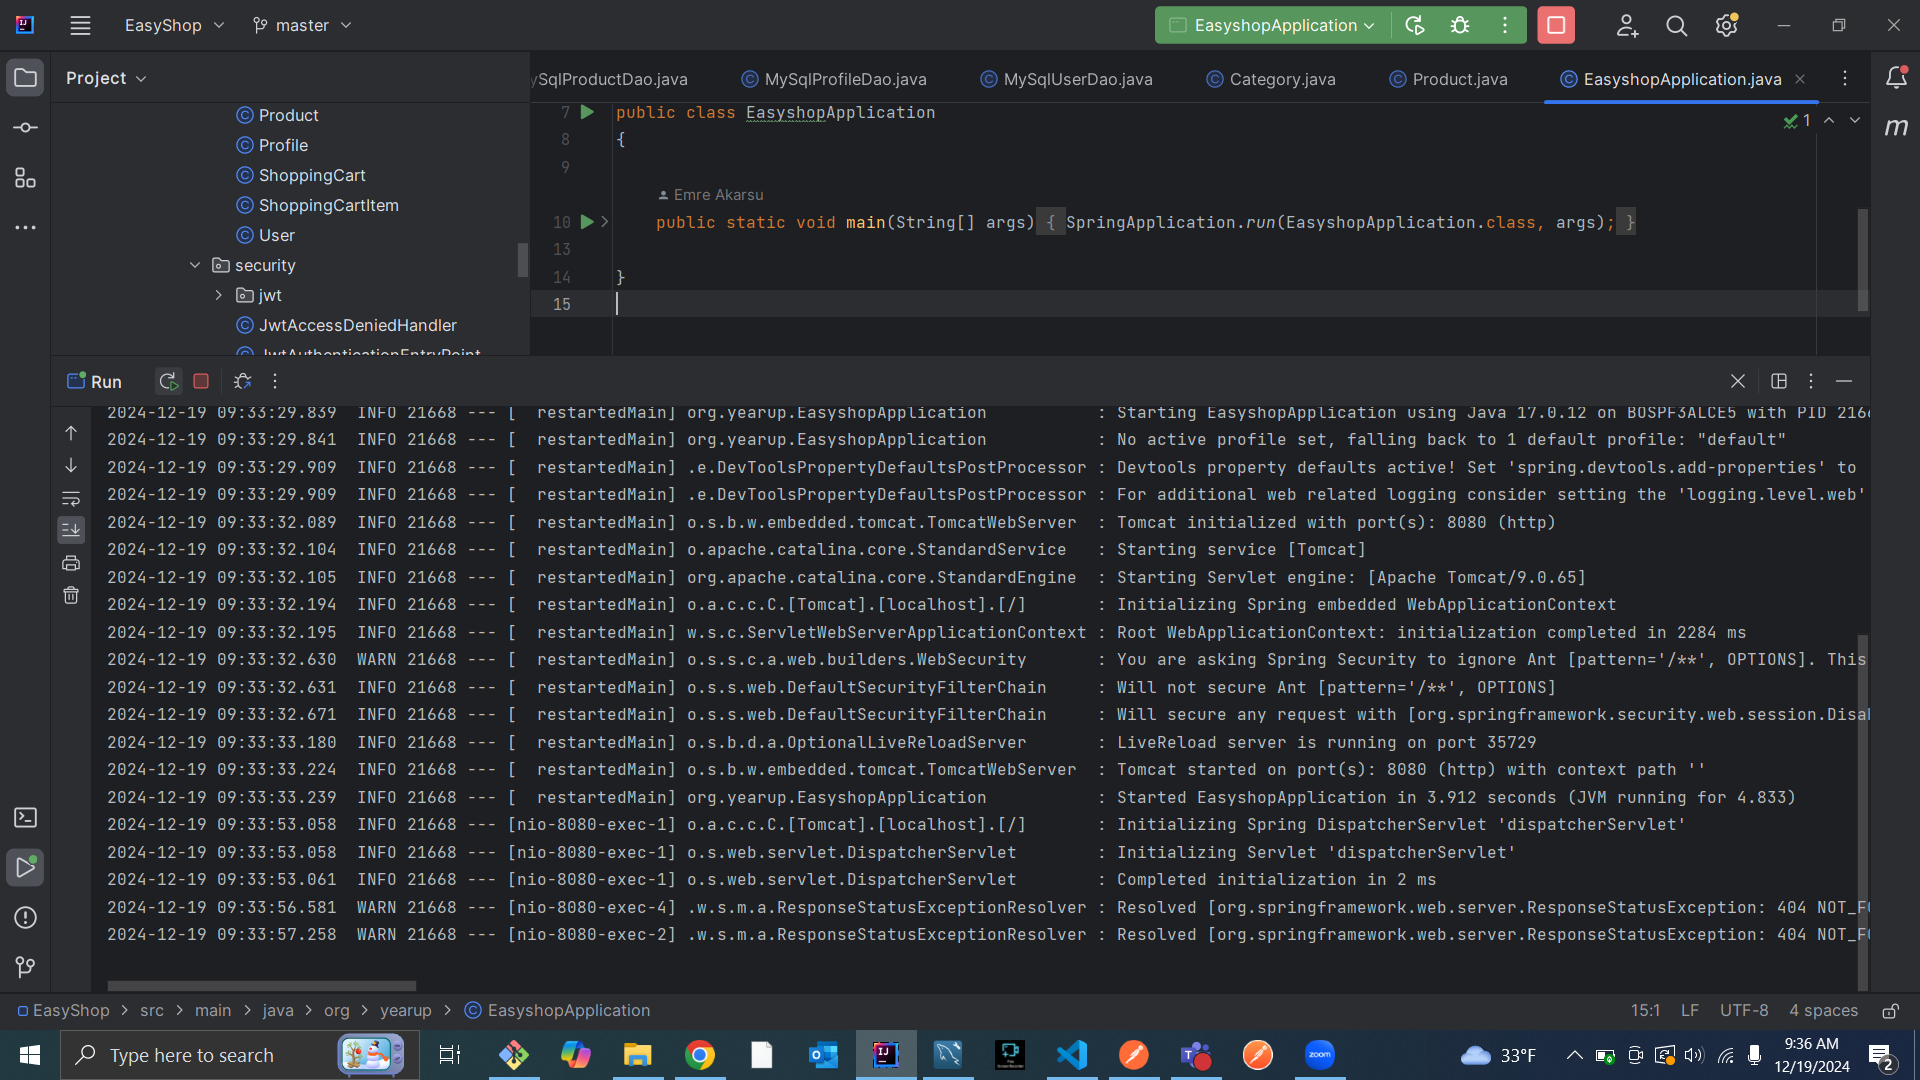 EasyShop
master
EasyshopApplication
Project
ySqlProductDao.java
MySqlProfileDao.java
MySqlUserDao.java
Category.java
Product.java
EasyshopApplication.java
Product
Profile
ShoppingCart
ShoppingCartItem
User
security
jwt
JwtAccessDeniedHandler
JwtAuthenticationEntryPoint
1
7 public class EasyshopApplication
8 {
9
Emre Akarsu
10 public static void main(String[] args) { SpringApplication.run(EasyshopApplication.class, args); }
13
14 }
15
Run
2024-12-19 09:33:29.839 INFO 21668 --- [ restartedMain] org.yearup.EasyshopApplication : Starting EasyshopApplication using Java 17.0.12 on BOSPF3ALCE5 with PID 2166
2024-12-19 09:33:29.841 INFO 21668 --- [ restartedMain] org.yearup.EasyshopApplication : No active profile set, falling back to 1 default profile: "default"
2024-12-19 09:33:29.909 INFO 21668 --- [ restartedMain] .e.DevToolsPropertyDefaultsPostProcessor : Devtools property defaults active! Set 'spring.devtools.add-properties' to
2024-12-19 09:33:29.909 INFO 21668 --- [ restartedMain] .e.DevToolsPropertyDefaultsPostProcessor : For additional web related logging consider setting the 'logging.level.web'
2024-12-19 09:33:32.089 INFO 21668 --- [ restartedMain] o.s.b.w.embedded.tomcat.TomcatWebServer : Tomcat initialized with port(s): 8080 (http)
2024-12-19 09:33:32.104 INFO 21668 --- [ restartedMain] o.apache.catalina.core.StandardService : Starting service [Tomcat]
2024-12-19 09:33:32.105 INFO 21668 --- [ restartedMain] org.apache.catalina.core.StandardEngine : Starting Servlet engine: [Apache Tomcat/9.0.65]
2024-12-19 09:33:32.194 INFO 21668 --- [ restartedMain] o.a.c.c.C.[Tomcat].[localhost].[/] : Initializing Spring embedded WebApplicationContext
2024-12-19 09:33:32.195 INFO 21668 --- [ restartedMain] w.s.c.ServletWebServerApplicationContext : Root WebApplicationContext: initialization completed in 2284 ms
2024-12-19 09:33:32.630 WARN 21668 --- [ restartedMain] o.s.s.c.a.web.builders.WebSecurity : You are asking Spring Security to ignore Ant [pattern='/**', OPTIONS]. This
2024-12-19 09:33:32.631 INFO 21668 --- [ restartedMain] o.s.s.web.DefaultSecurityFilterChain : Will not secure Ant [pattern='/**', OPTIONS]
2024-12-19 09:33:32.671 INFO 21668 --- [ restartedMain] o.s.s.web.DefaultSecurityFilterChain : Will secure any request with [org.springframework.security.web.session.Disa
2024-12-19 09:33:33.180 INFO 21668 --- [ restartedMain] o.s.b.d.a.OptionalLiveReloadServer : LiveReload server is running on port 35729
2024-12-19 09:33:33.224 INFO 21668 --- [ restartedMain] o.s.b.w.embedded.tomcat.TomcatWebServer : Tomcat started on port(s): 8080 (http) with context path ''
2024-12-19 09:33:33.239 INFO 21668 --- [ restartedMain] org.yearup.EasyshopApplication : Started EasyshopApplication in 3.912 seconds (JVM running for 4.833)
2024-12-19 09:33:53.058 INFO 21668 --- [nio-8080-exec-1] o.a.c.c.C.[Tomcat].[localhost].[/] : Initializing Spring DispatcherServlet 'dispatcherServlet'
2024-12-19 09:33:53.058 INFO 21668 --- [nio-8080-exec-1] o.s.web.servlet.DispatcherServlet : Initializing Servlet 'dispatcherServlet'
2024-12-19 09:33:53.061 INFO 21668 --- [nio-8080-exec-1] o.s.web.servlet.DispatcherServlet : Completed initialization in 2 ms
2024-12-19 09:33:56.581 WARN 21668 --- [nio-8080-exec-4] .w.s.m.a.ResponseStatusExceptionResolver : Resolved [org.springframework.web.server.ResponseStatusException: 404 NOT_FO
2024-12-19 09:33:57.258 WARN 21668 --- [nio-8080-exec-2] .w.s.m.a.ResponseStatusExceptionResolver : Resolved [org.springframework.web.server.ResponseStatusException: 404 NOT_FO
EasyShop > src > main > java > org > yearup > EasyshopApplication
15:1 LF UTF-8 4 spaces
Type here to search
zoom
33°F
9:36 AM
12/19/2024
2